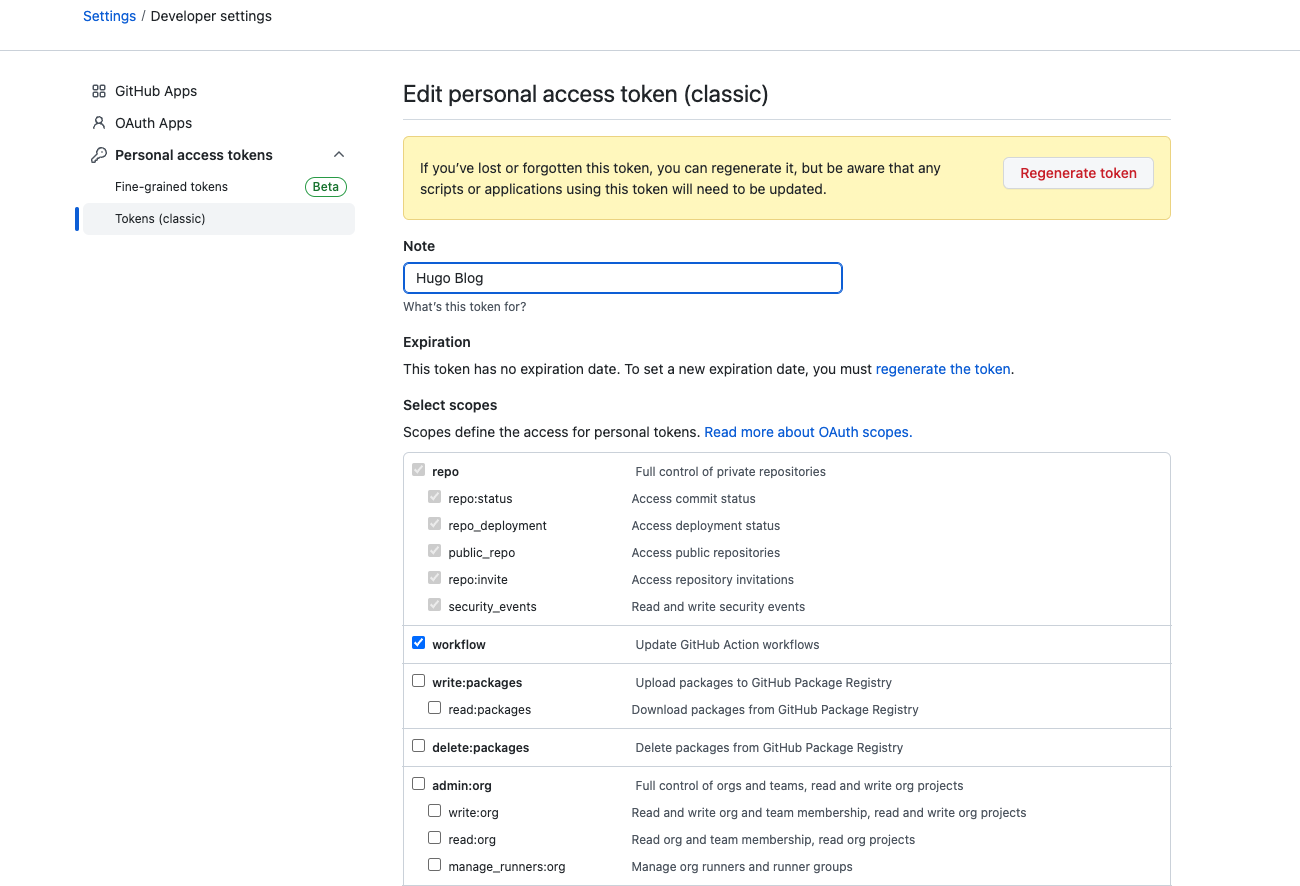 Settings / Developer settings
GitHub Apps
OAuth Apps
Personal access tokens
Fine-grained tokens Beta
Tokens (classic)
Edit personal access token (classic)
If you’ve lost or forgotten this token, you can regenerate it, but be aware that any
scripts or applications using this token will need to be updated.
Regenerate token
Note
Hugo Blog
What’s this token for?
Expiration
This token has no expiration date. To set a new expiration date, you must regenerate the token.
Select scopes
Scopes define the access for personal tokens. Read more about OAuth scopes.
repo Full control of private repositories
repo:status Access commit status
repo_deployment Access deployment status
public_repo Access public repositories
repo:invite Access repository invitations
security_events Read and write security events
workflow Update GitHub Action workflows
write:packages Upload packages to GitHub Package Registry
read:packages Download packages from GitHub Package Registry
delete:packages Delete packages from GitHub Package Registry
admin:org Full control of orgs and teams, read and write org projects
write:org Read and write org and team membership, read and write org projects
read:org Read org and team membership, read org projects
manage_runners:org Manage org runners and runner groups